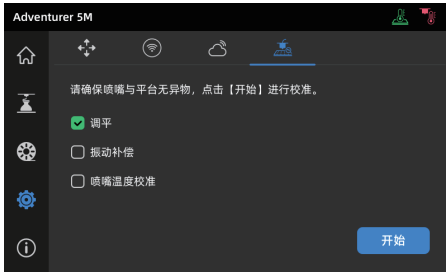 Adventurer 5M
请确保喷嘴与平台无异物，点击【开始】进行校准。
调平
振动补偿
喷嘴温度校准
开始